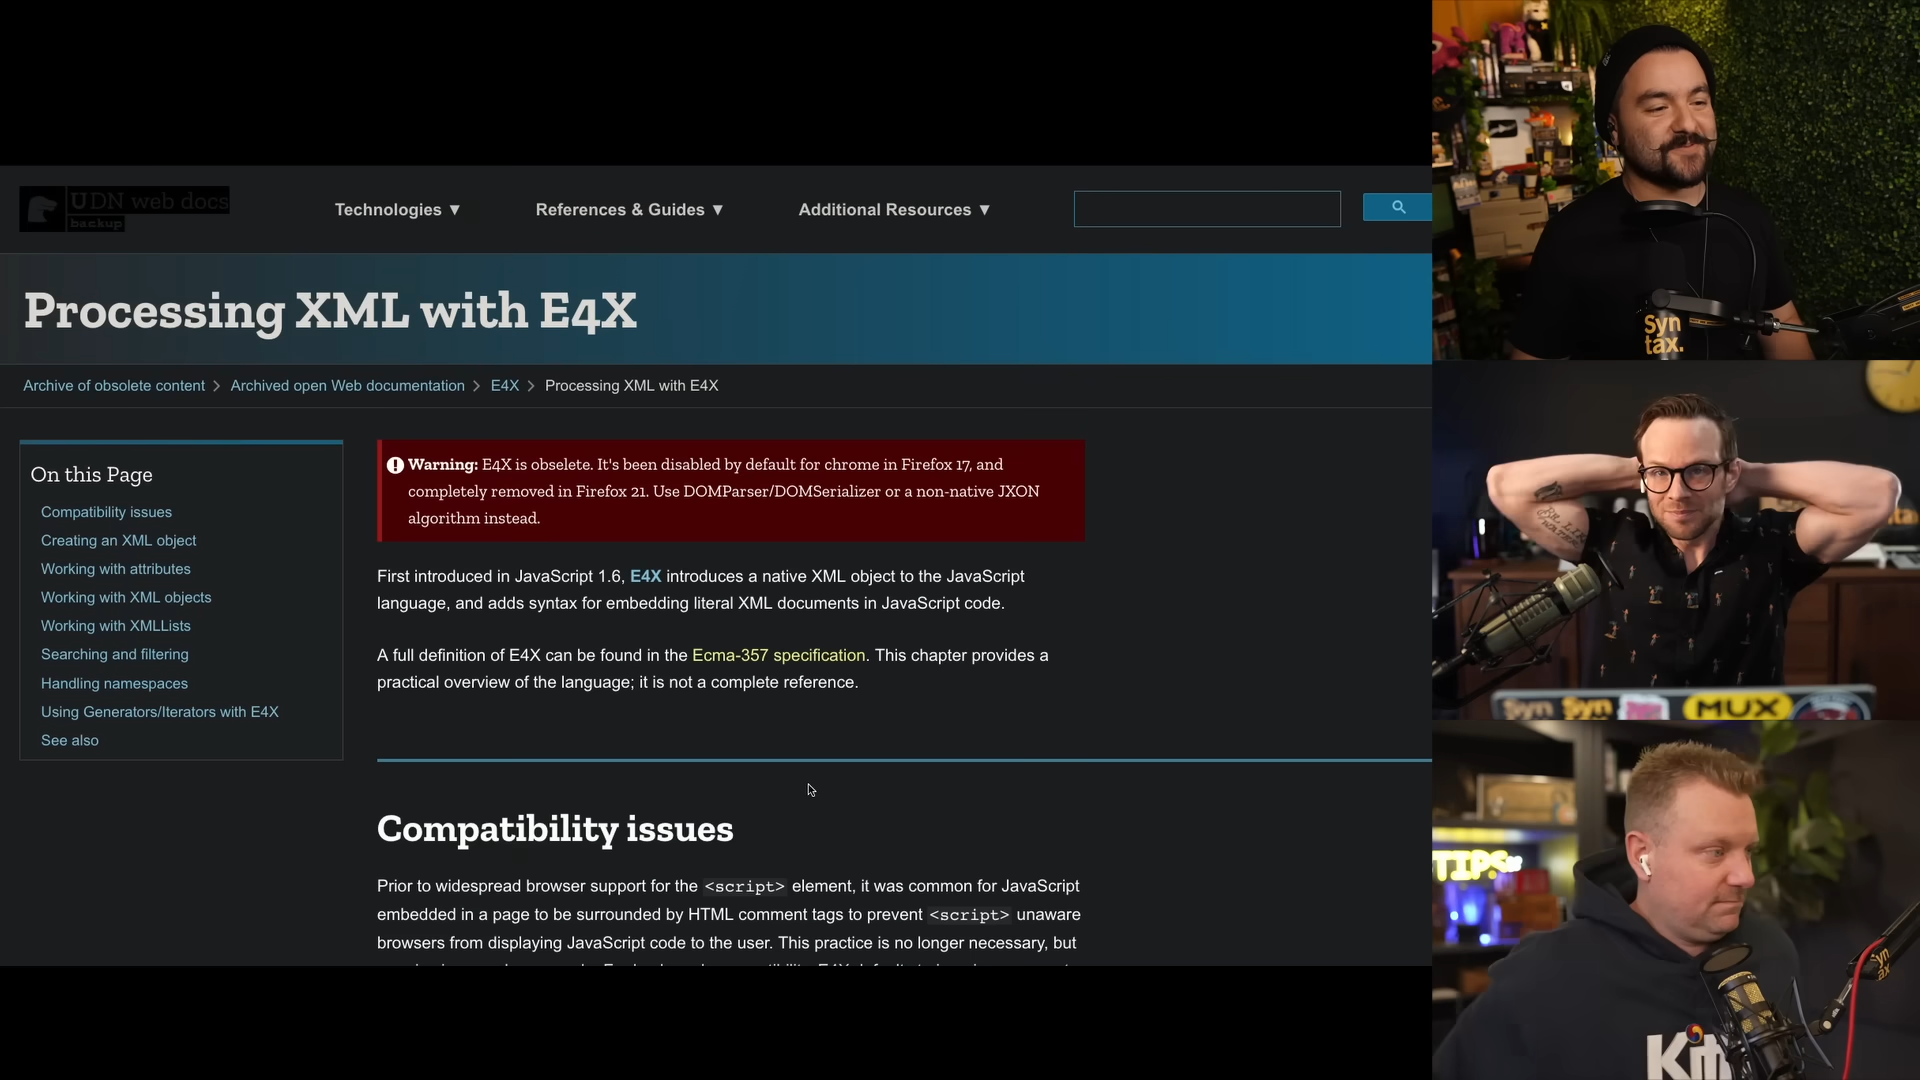 UDN web docs
backup
Technologies ▼
References & Guides ▼
Additional Resources ▼
Processing XML with E4X
Archive of obsolete content > Archived open Web documentation > E4X > Processing XML with E4X
On this Page
Compatibility issues
Creating an XML object
Working with attributes
Working with XML objects
Working with XMLLists
Searching and filtering
Handling namespaces
Using Generators/Iterators with E4X
See also
Warning: E4X is obselete. It's been disabled by default for chrome in Firefox 17, and
completely removed in Firefox 21. Use DOMParser/DOMSerializer or a non-native JXON
algorithm instead.
First introduced in JavaScript 1.6, E4X introduces a native XML object to the JavaScript
language, and adds syntax for embedding literal XML documents in JavaScript code.
A full definition of E4X can be found in the Ecma-357 specification. This chapter provides a
practical overview of the language; it is not a complete reference.
Compatibility issues
Prior to widespread browser support for the <script> element, it was common for JavaScript
embedded in a page to be surrounded by HTML comment tags to prevent <script> unaware
browsers from displaying JavaScript code to the user. This practice is no longer necessary, but
Syn
tax.
Syn Syn MUX
TIPS